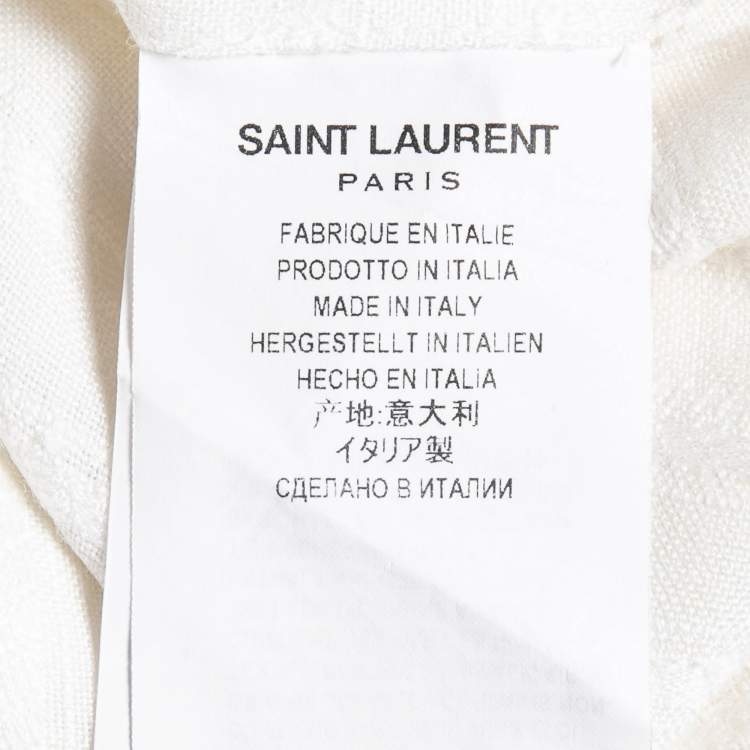 SAINT LAURENT
PARIS
FABRIQUE EN ITALIE
PRODOTTO IN ITALIA
MADE IN ITALY
HERGESTELLT IN ITALIEN
HECHO EN ITALIA
产地:意大利
イタリア製
СДЕЛАНО В ИТАЛИИ